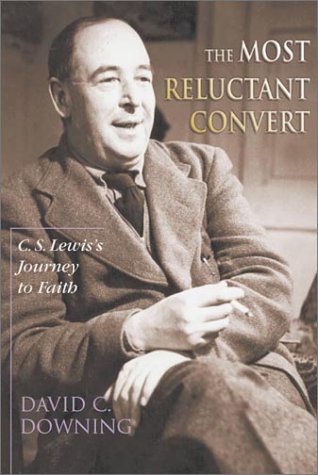 THE MOST
RELUCTANT
CONVERT
C. S. Lewis's
Journey
to Faith
DAVID C.
DOWNING